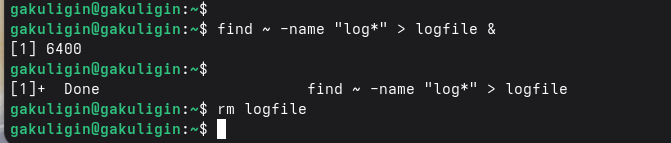 gakuligin@gakuligin:~$
gakuligin@gakuligin:~$ find ~ -name "log*" > logfile &
[1] 6400
gakuligin@gakuligin:~$
[1]+  Done                    find ~ -name "log*" > logfile
gakuligin@gakuligin:~$ rm logfile
gakuligin@gakuligin:~$